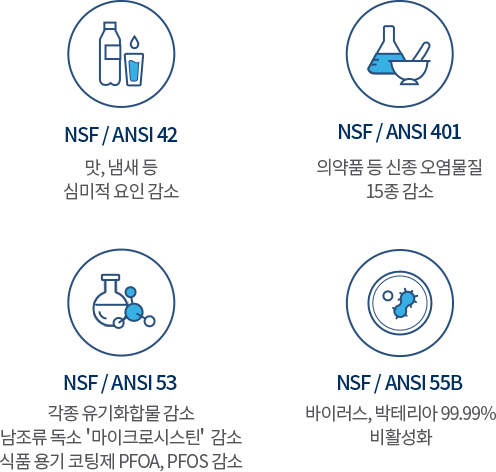 NSF / ANSI 42
맛, 냄새 등
심미적 요인 감소
NSF / ANSI 401
의약품 등 신종 오염물질
15종 감소
NSF / ANSI 53
각종 유기화합물 감소
남조류 독소 '마이크로시스틴' 감소
식품 용기 코팅제 PFOA, PFOS 감소
NSF / ANSI 55B
바이러스, 박테리아 99.99%
비활성화